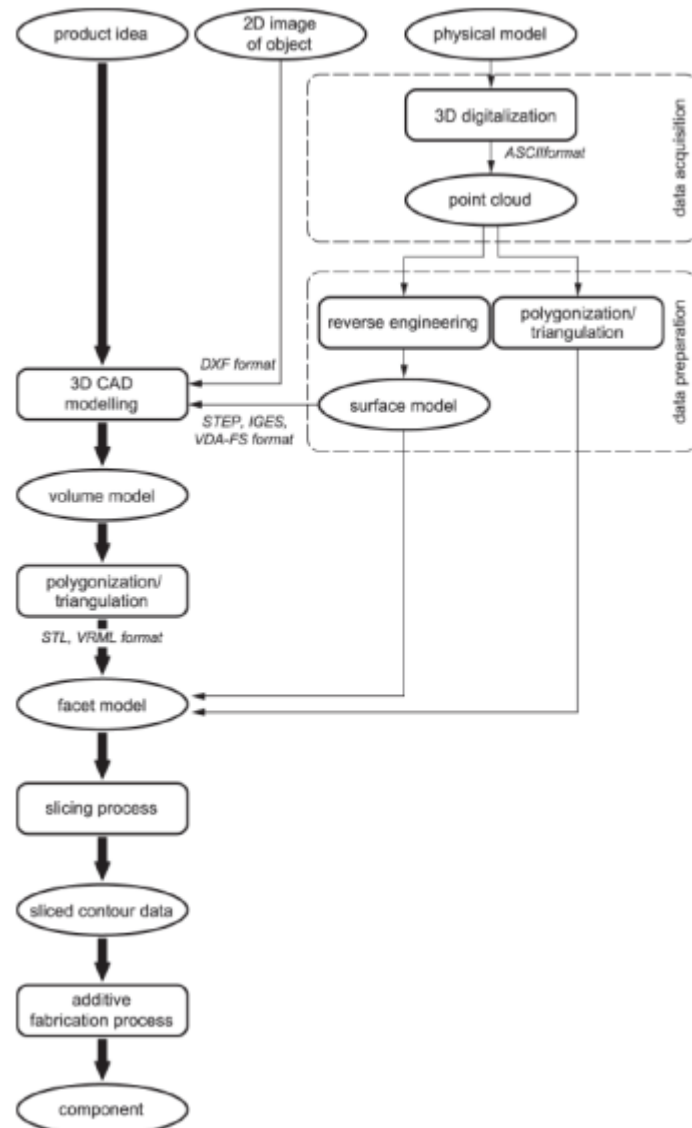 product idea
2D image
of object
physical model
3D digitalization
ASCIIformat
point cloud
data acquisition
reverse engineering
polygonization/
triangulation
surface model
data preparation
DXF format
3D CAD
modelling
STEP, IGES,
VDA-FS format
volume model
polygonization/
triangulation
STL, VRML format
facet model
slicing process
sliced contour data
additive
fabrication process
component